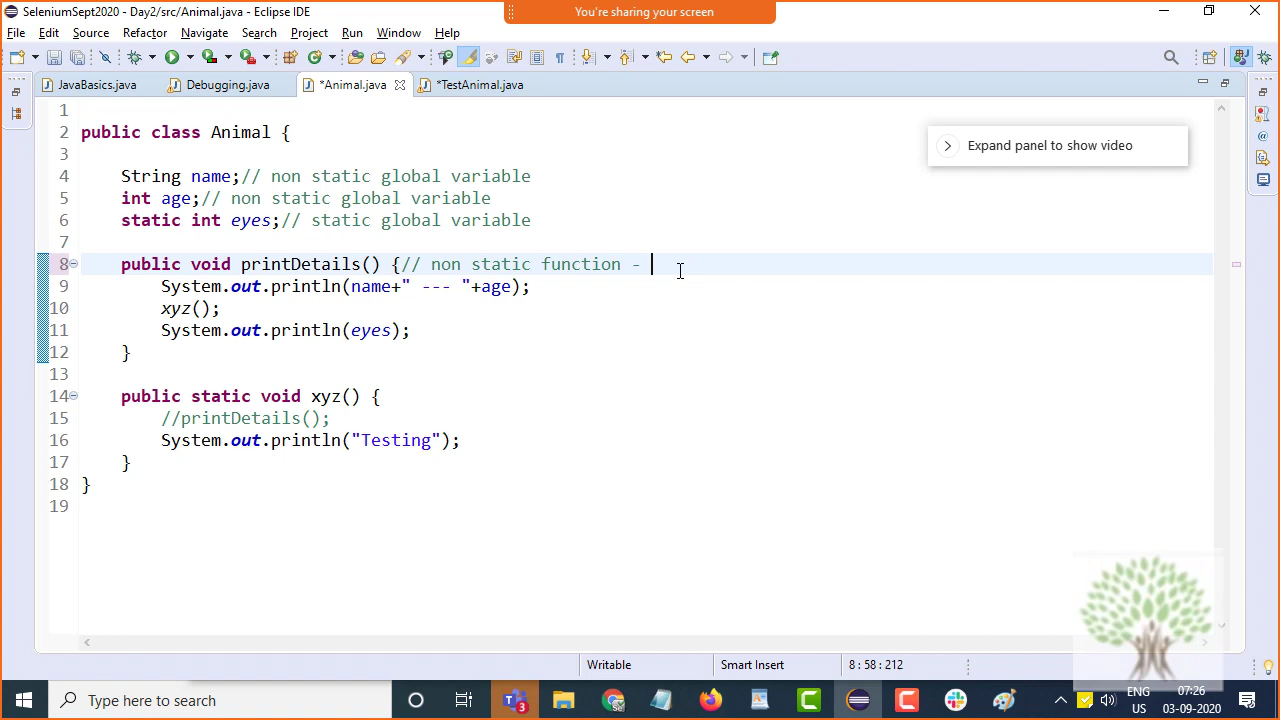 SeleniumSept2020 - Day2/src/Animal.java - Eclipse IDE
You're sharing your screen
File Edit Source Refactor Navigate Search Project Run Window Help
JavaBasics.java Debugging.java *Animal.java *TestAnimal.java
Expand panel to show video
1
2 public class Animal {
3
4 String name;// non static global variable
5 int age;// non static global variable
6 static int eyes;// static global variable
7
8 public void printDetails() {// non static function -
9 System.out.println(name+" --- "+age);
10 xyz();
11 System.out.println(eyes);
12 }
13
14 public static void xyz() {
15 //printDetails();
16 System.out.println("Testing");
17 }
18 }
19
Writable Smart Insert 8 : 58 : 212
Type here to search
3
ENG
US
07:26
03-09-2020